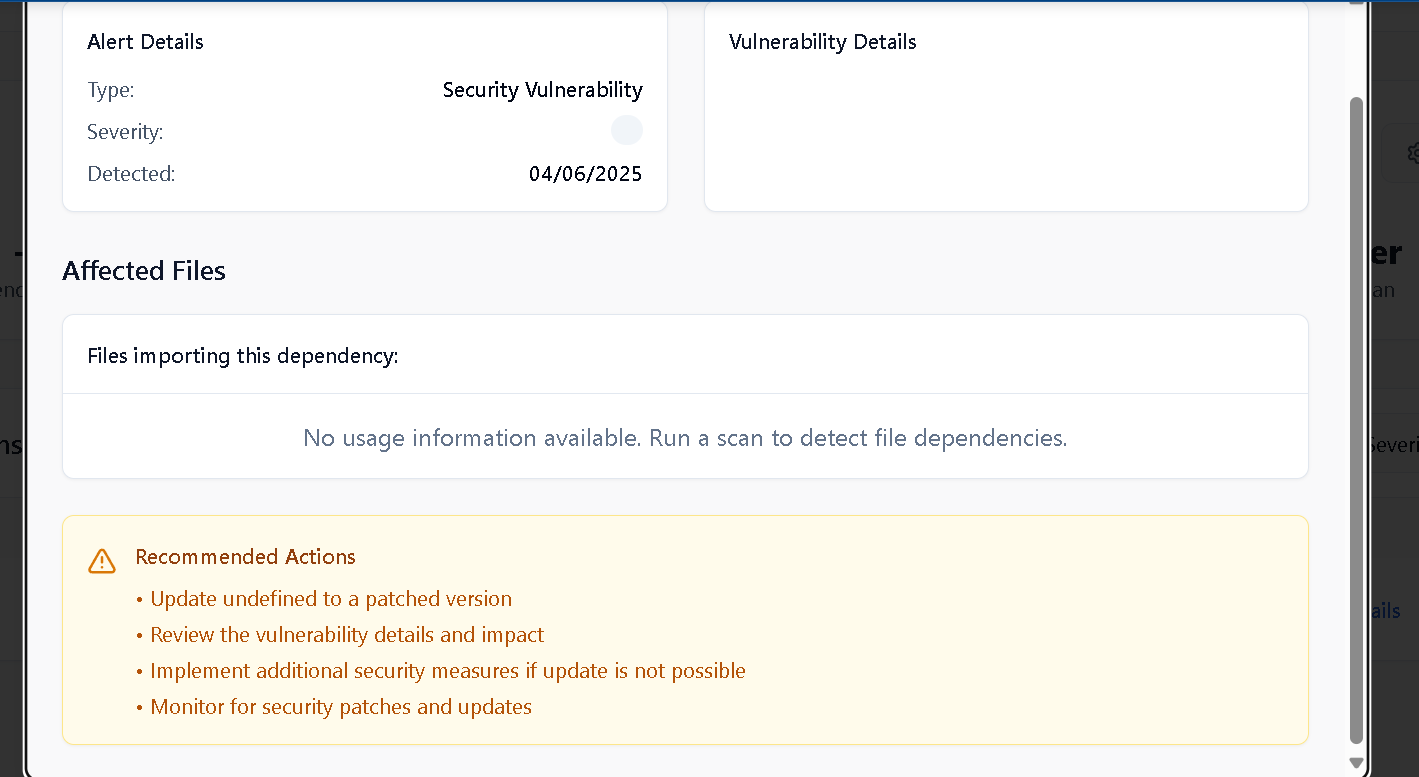 Alert Details
Type: Security Vulnerability
Severity:
Detected: 04/06/2025
Vulnerability Details
Affected Files
Files importing this dependency:
No usage information available. Run a scan to detect file dependencies.
Recommended Actions
• Update undefined to a patched version
• Review the vulnerability details and impact
• Implement additional security measures if update is not possible
• Monitor for security patches and updates